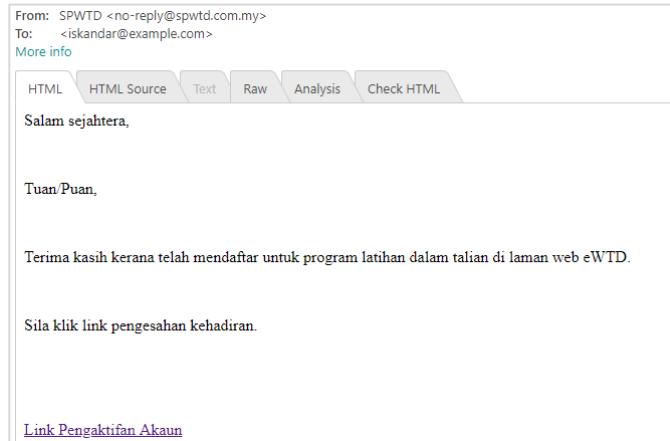 From: SPWTD <no-reply@spwtd.com.my>
To: <iskandar@example.com>
More info
HTML HTML Source Text Raw Analysis Check HTML
Salam sejahtera,
Tuan/Puan,
Terima kasih kerana telah mendaftar untuk program latihan dalam talian di laman web eWTD.
Sila klik link pengesahan kehadiran.
Link Pengaktifan Akaun